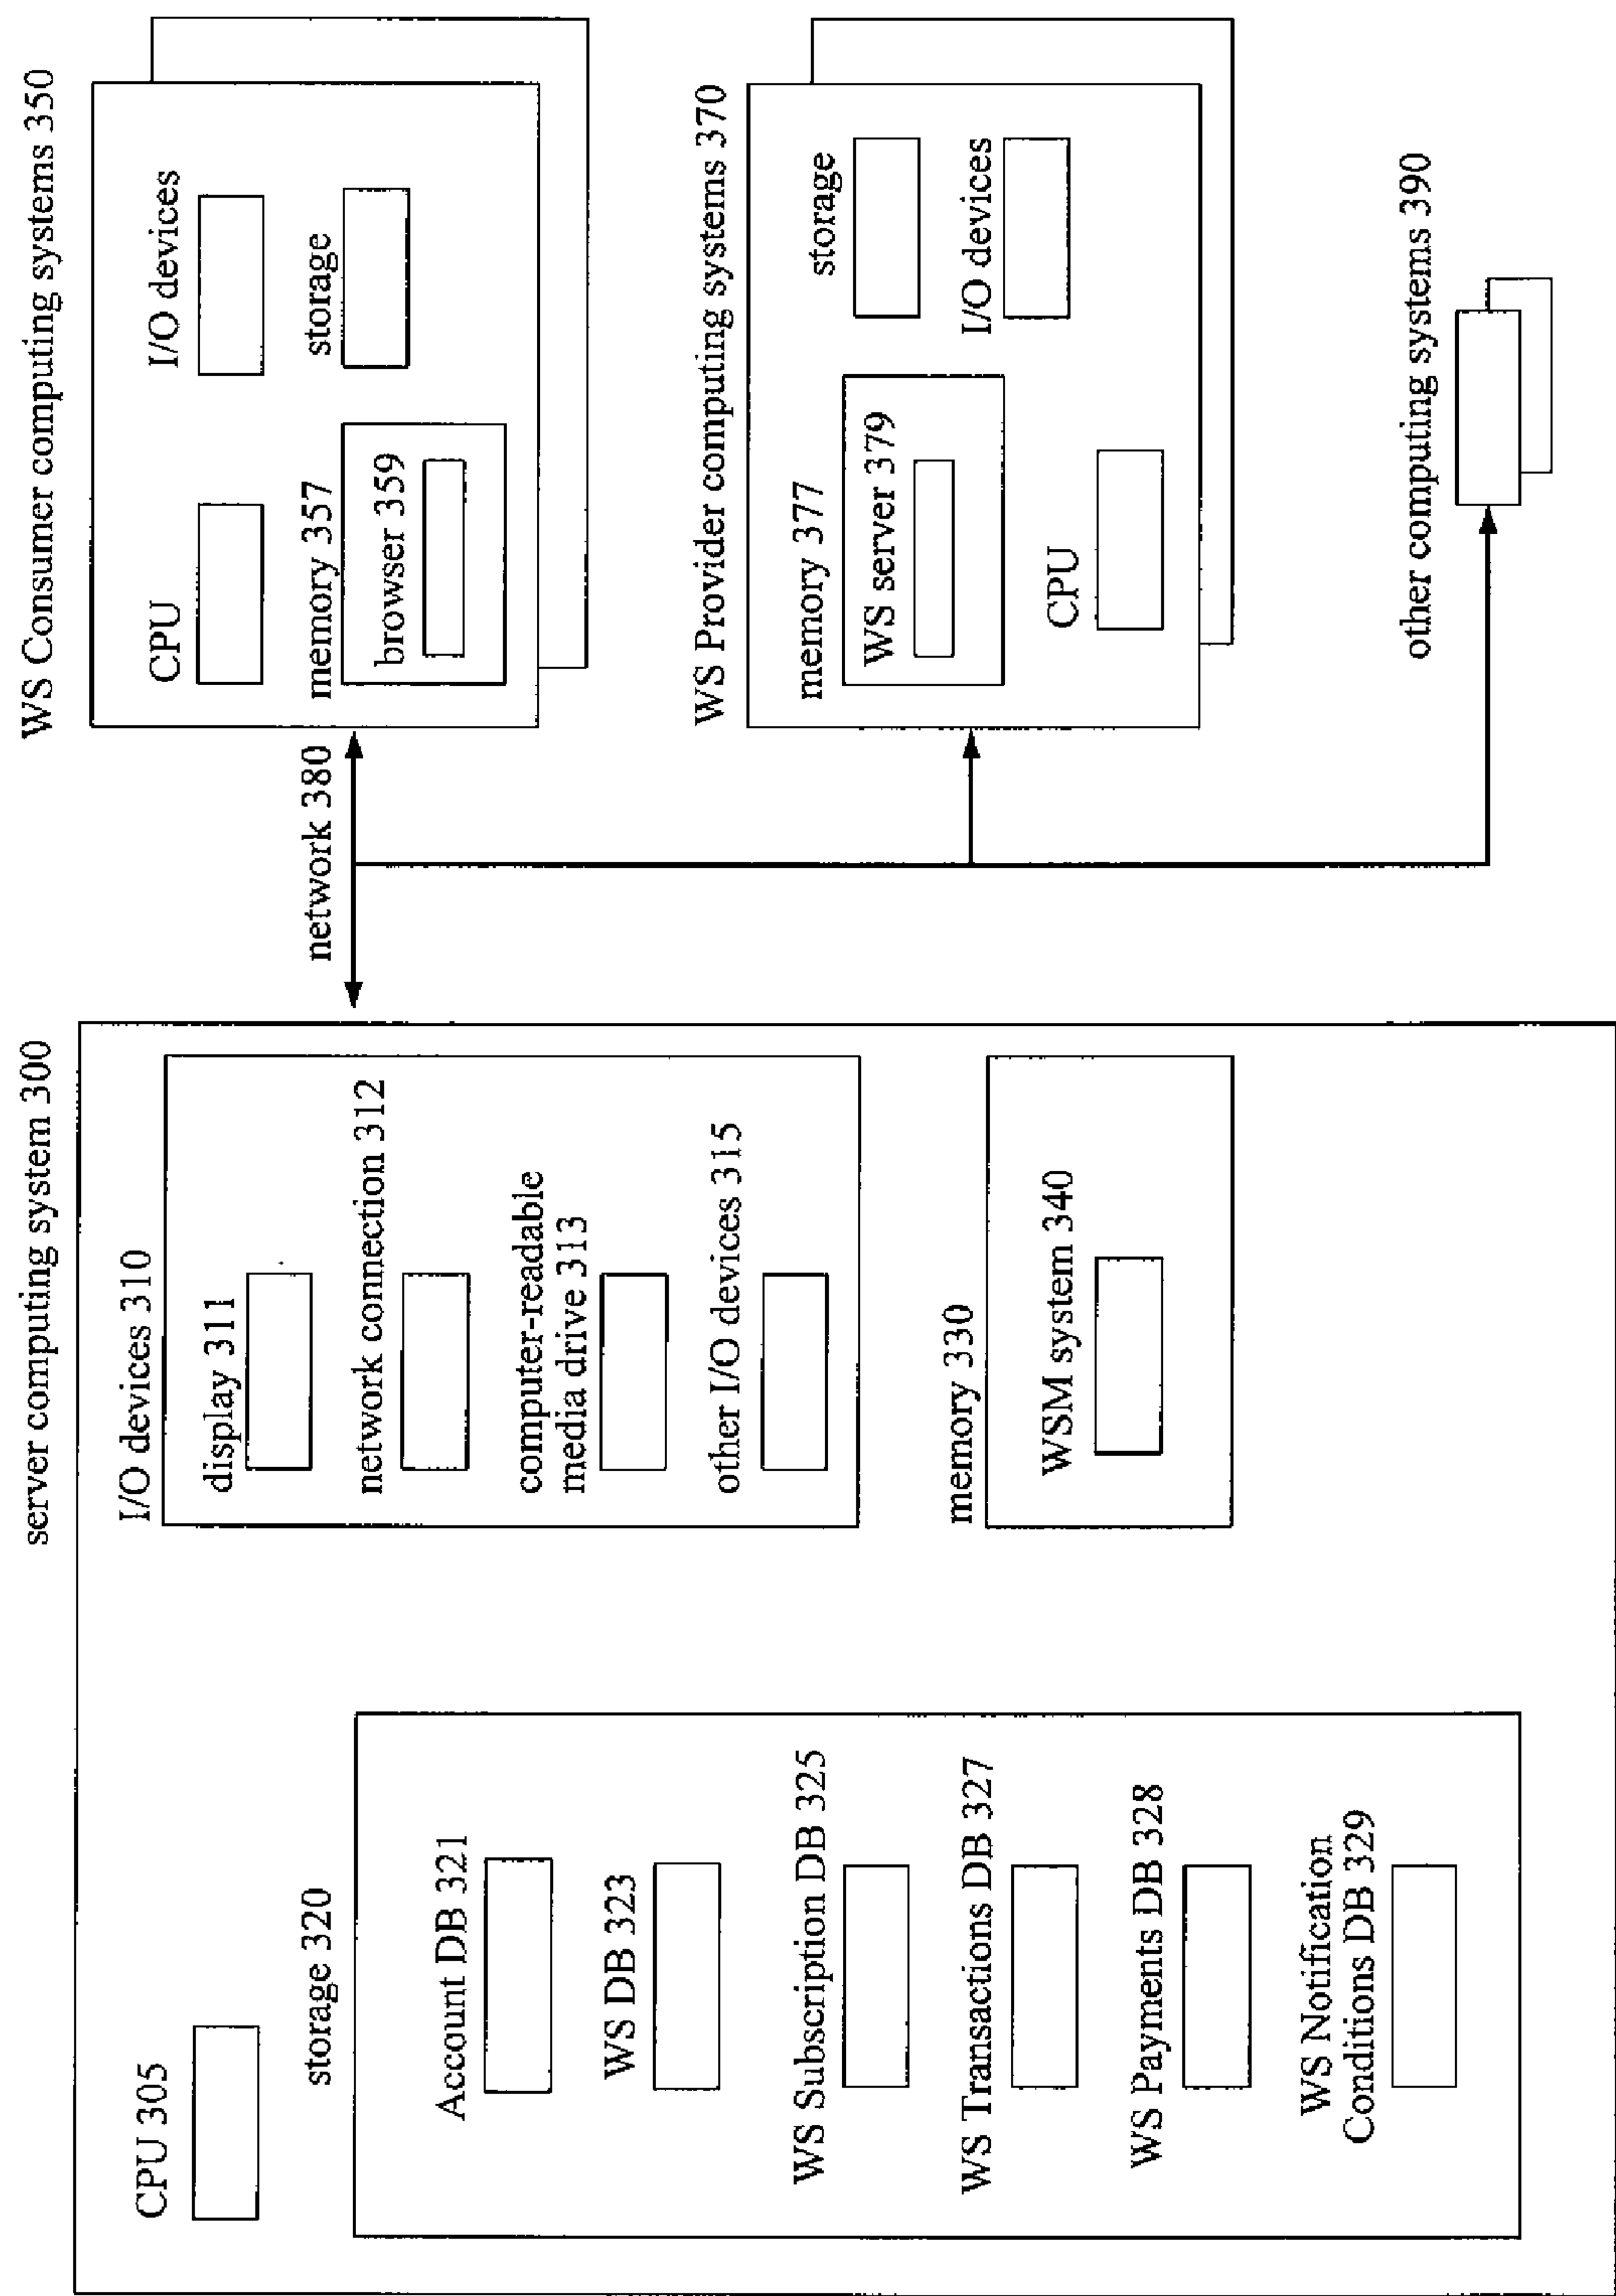 server computing system 300
CPU 305
storage 320
Account DB 321
WS DB 323
WS Subscription DB 325
WS Transactions DB 327
WS Payments DB 328
WS Notification
Conditions DB 329
I/O devices 310
display 311
network connection 312
computer-readable
media drive 313
other I/O devices 315
memory 330
WSM system 340
network 380
WS Consumer computing systems 350
CPU
I/O devices
memory 357
browser 359
storage
WS Provider computing systems 370
memory 377
WS server 379
storage
CPU
I/O devices
other computing systems 390